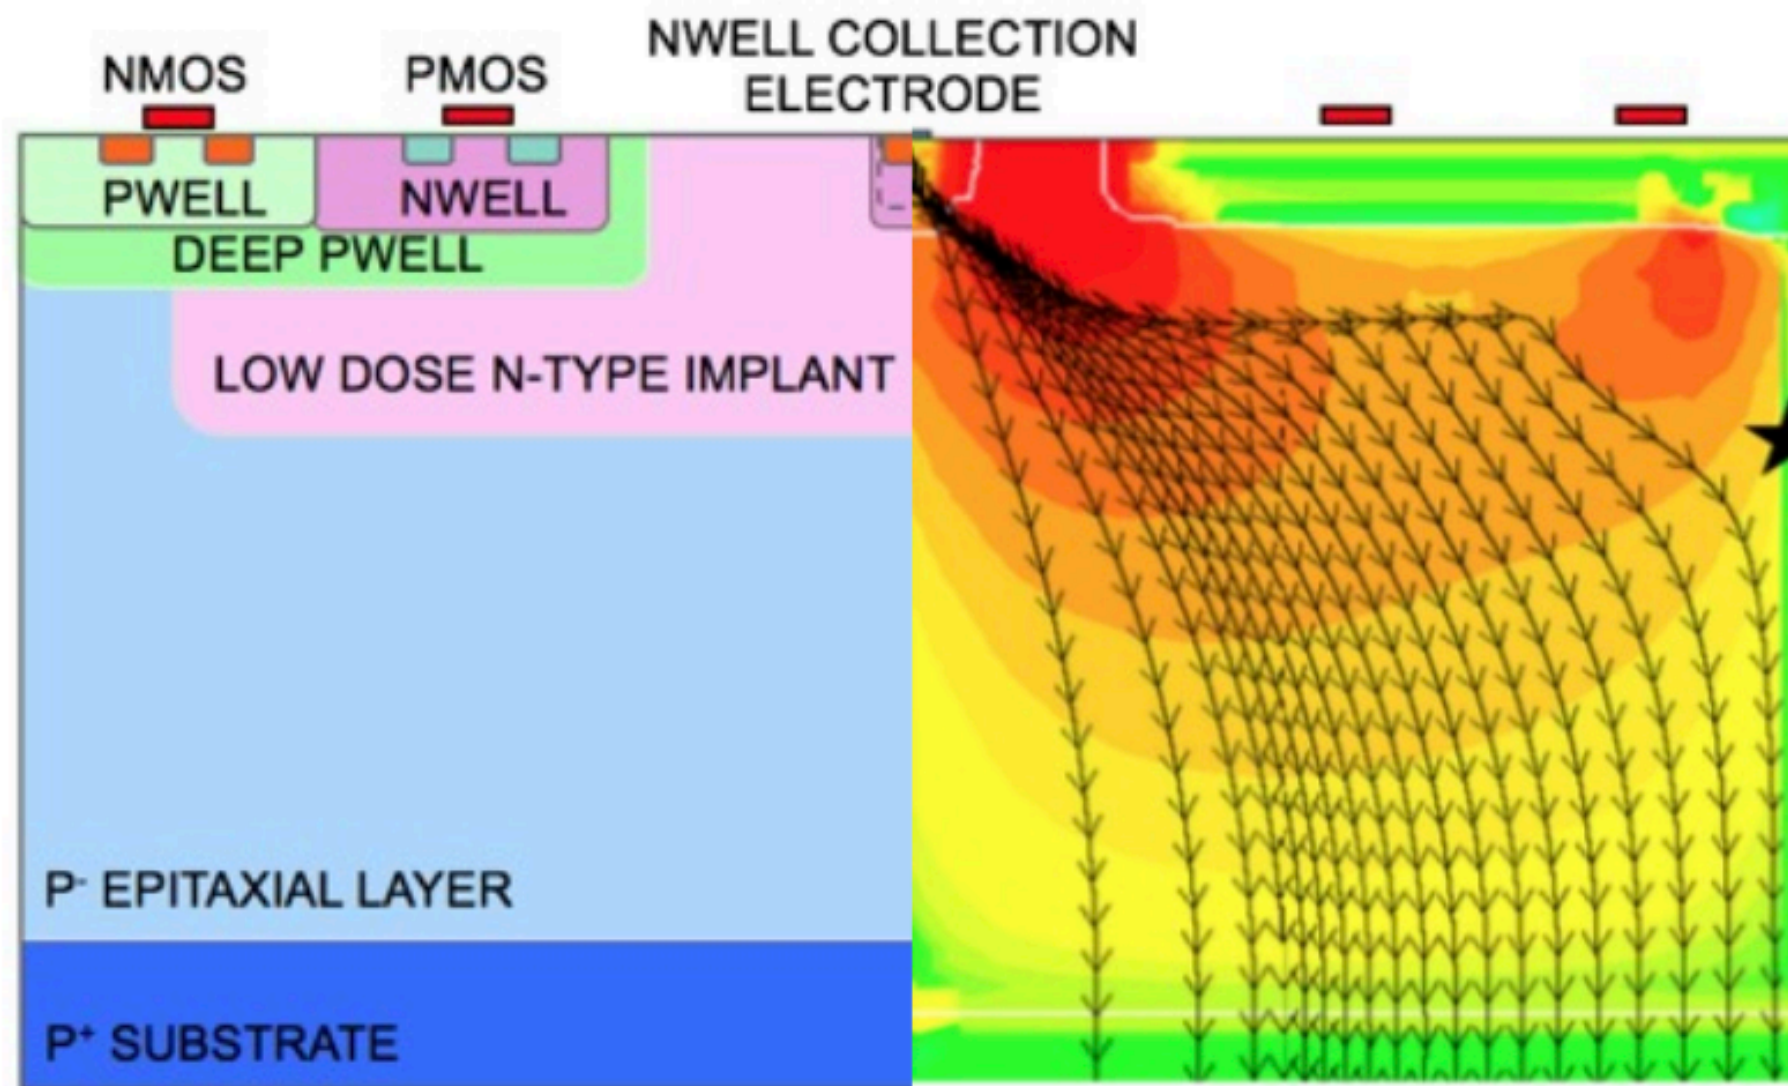 NMOS
PMOS
NWELL COLLECTION
ELECTRODE
PWELL
NWELL
DEEP PWELL
LOW DOSE N-TYPE IMPLANT
P⁻ EPITAXIAL LAYER
P⁺ SUBSTRATE